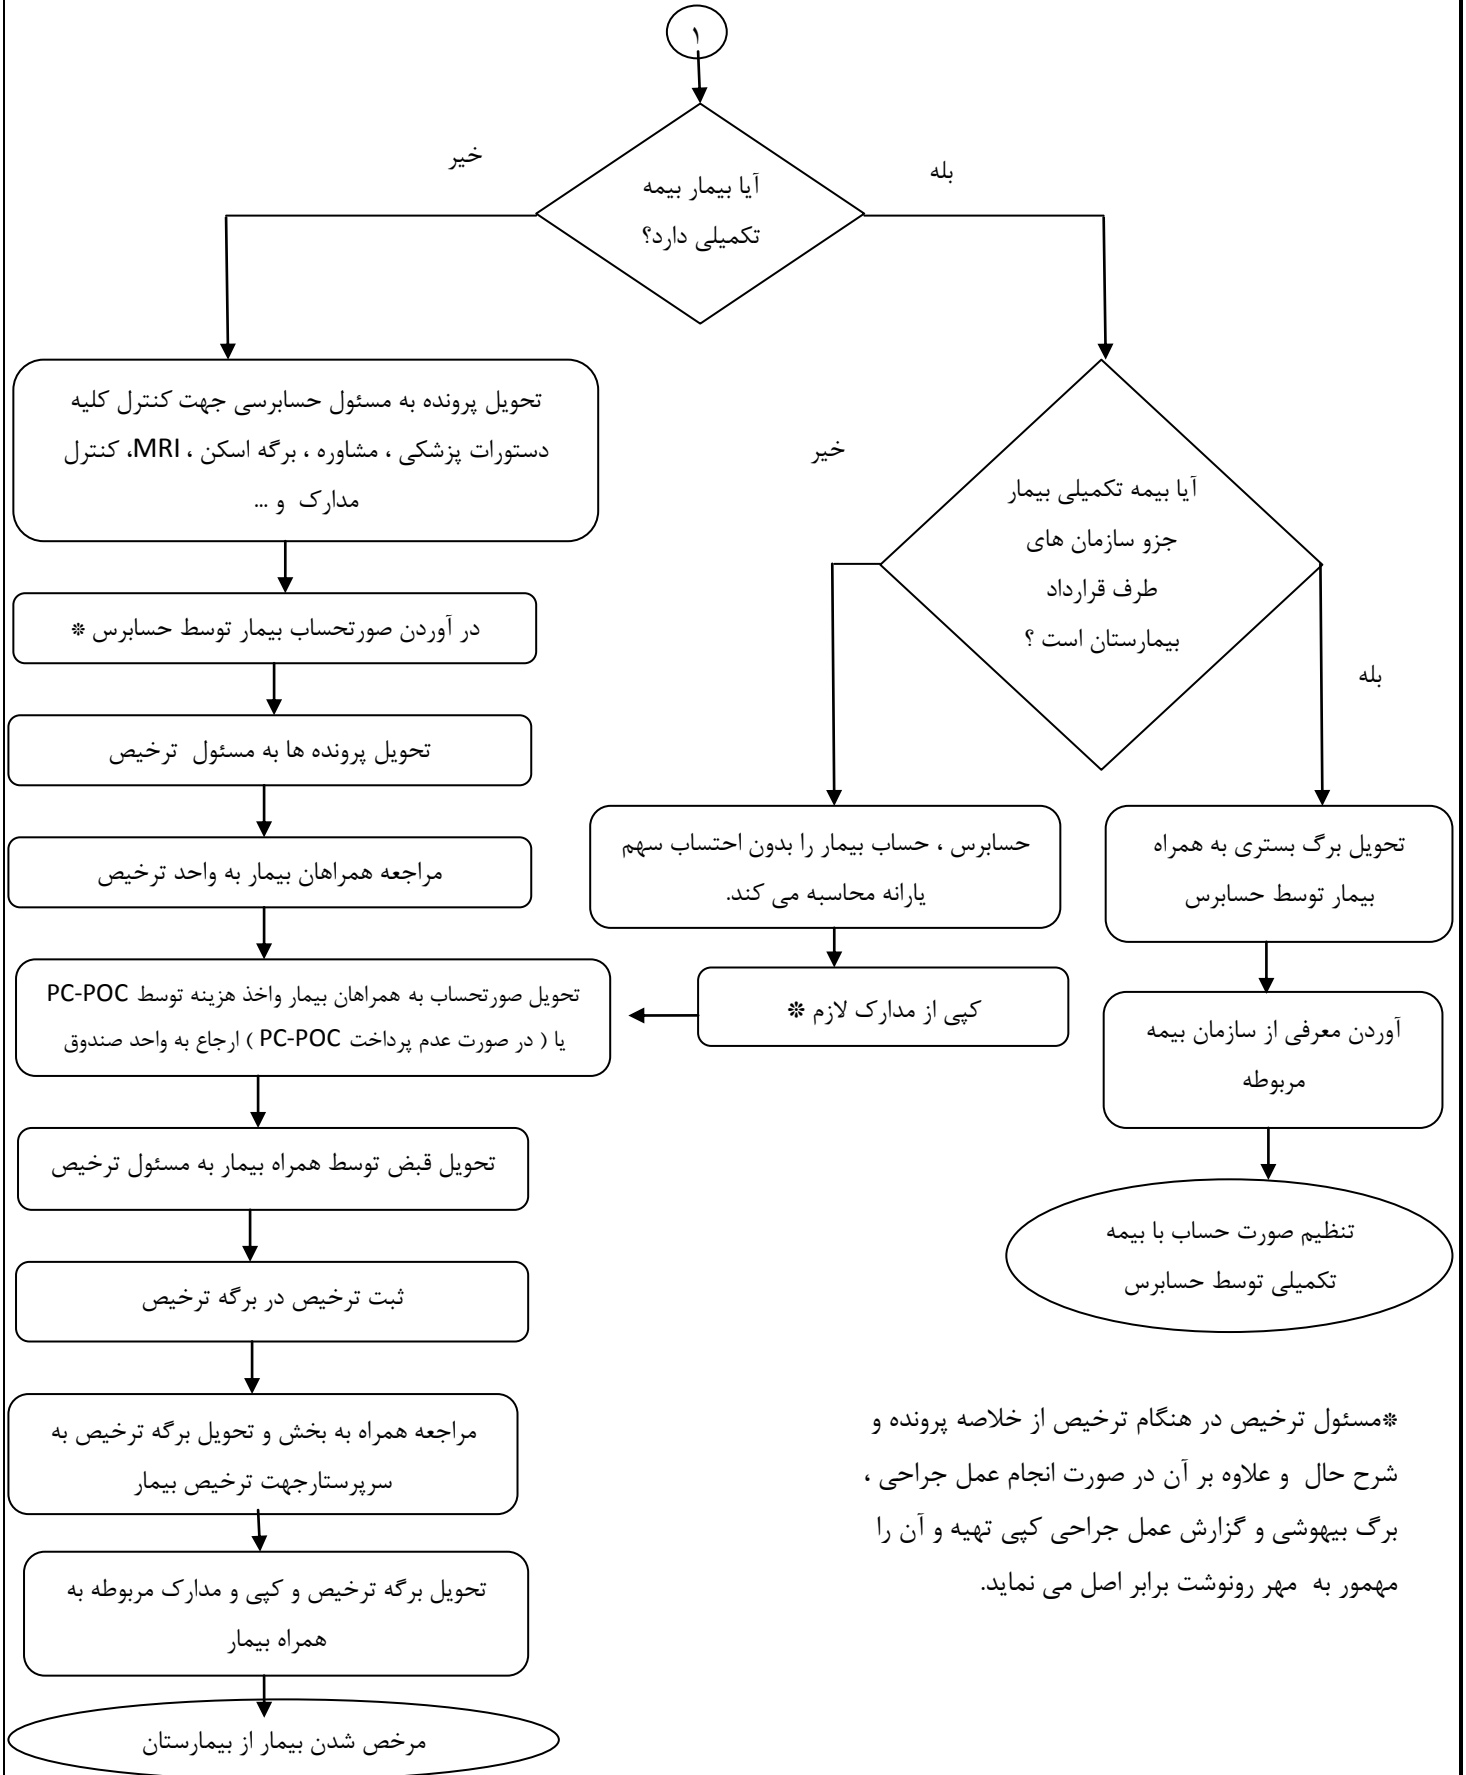 ۱
خیر
بله
آیا بیمار بیمه
تکمیلی دارد؟
تحویل پرونده به مسئول حسابرسی جهت کنترل کلیه
دستورات پزشکی ، مشاوره ، برگه اسکن ، MRI، کنترل
مدارک و ...
خیر
آیا بیمه تکمیلی بیمار
جزو سازمان های
طرف قرارداد
بیمارستان است ؟
بله
در آوردن صورتحساب بیمار توسط حسابرس *
تحویل پرونده ها به مسئول ترخیص
مراجعه همراهان بیمار به واحد ترخیص
حسابرس ، حساب بیمار را بدون احتساب سهم
یارانه محاسبه می کند.
تحویل برگ بستری به همراه
بیمار توسط حسابرس
تحویل صورتحساب به همراهان بیمار واخذ هزینه توسط PC-POC
یا ( در صورت عدم پرداخت PC-POC ) ارجاع به واحد صندوق
کپی از مدارک لازم *
آوردن معرفی از سازمان بیمه
مربوطه
تحویل قبض توسط همراه بیمار به مسئول ترخیص
تنظیم صورت حساب با بیمه
تکمیلی توسط حسابرس
ثبت ترخیص در برگه ترخیص
مراجعه همراه به بخش و تحویل برگه ترخیص به
سرپرستارجهت ترخیص بیمار
*مسئول ترخیص در هنگام ترخیص از خلاصه پرونده و
شرح حال و علاوه بر آن در صورت انجام عمل جراحی ،
برگ بیهوشی و گزارش عمل جراحی کپی تهیه و آن را
مهمور به مهر رونوشت برابر اصل می نماید.
تحویل برگه ترخیص و کپی و مدارک مربوطه به
همراه بیمار
مرخص شدن بیمار از بیمارستان